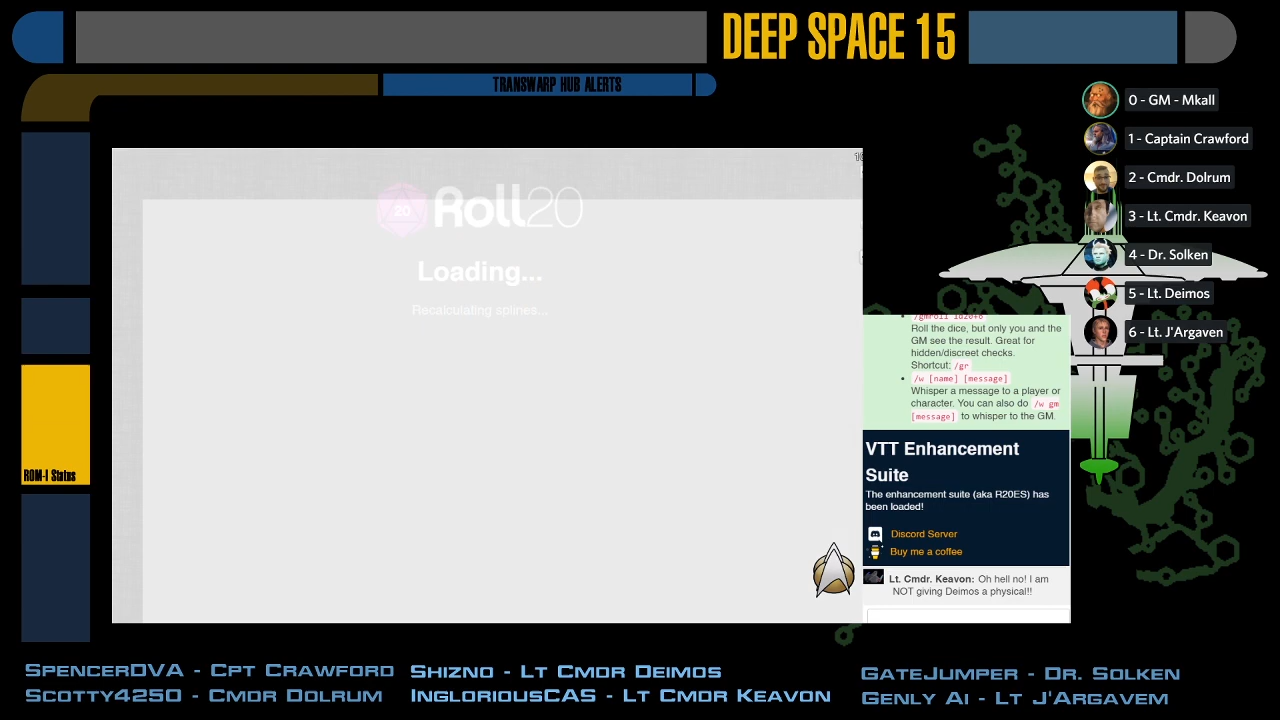 DEEP SPACE 15
TRANSWARP HUB ALERTS
0 - GM - Mkall
1 - Captain Crawford
2 - Cmdr. Dolrum
3 - Lt. Cmdr. Keavon
4 - Dr. Solken
5 - Lt. Deimos
6 - Lt. J'Argaven
20 Roll20
Loading...
Recalculating splines...
ROM-I Status
/gmroll 1d20+6
Roll the dice, but only you and the
GM see the result. Great for
hidden/discreet checks.
Shortcut: /gr
/w [name] [message]
Whisper a message to a player or
character. You can also do /w gm
[message] to whisper to the GM.
VTT Enhancement
Suite
The enhancement suite (aka R20ES) has
been loaded!
Discord Server
Buy me a coffee
Lt. Cmdr. Keavon: Oh hell no! I am
NOT giving Deimos a physical!!
SpencerDVA - Cpt Crawford
Scotty4250 - Cmdr Dolrum
Shizno - Lt Cmdr Deimos
IngloriousCAS - Lt Cmdr Keavon
GateJumper - Dr. Solken
Genly Ai - Lt J'Argavem